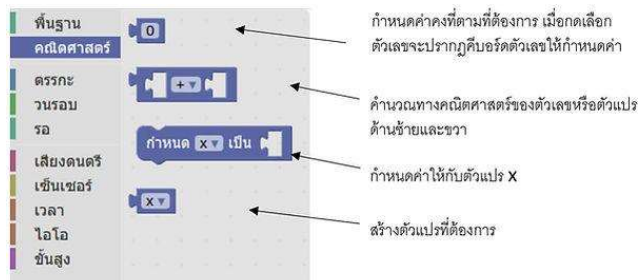 พื้นฐาน
คณิตศาสตร์
ตรรกะ
วนรอบ
รอ
เสียงดนตรี
เซ็นเซอร์
เวลา
ไอโอ
ขั้นสูง
0
+
กำหนด x เป็น
x
กำหนดค่าคงที่ตามที่ต้องการ เมื่อกดเลือก
ตัวเลขจะปรากฏคีบอร์ดตัวเลขให้กำหนดค่า
คำนวณทางคณิตศาสตร์ของตัวเลขหรือตัวแปร
ด้านซ้ายและขวา
กำหนดค่าให้กับตัวแปร X
สร้างตัวแปรที่ต้องการ